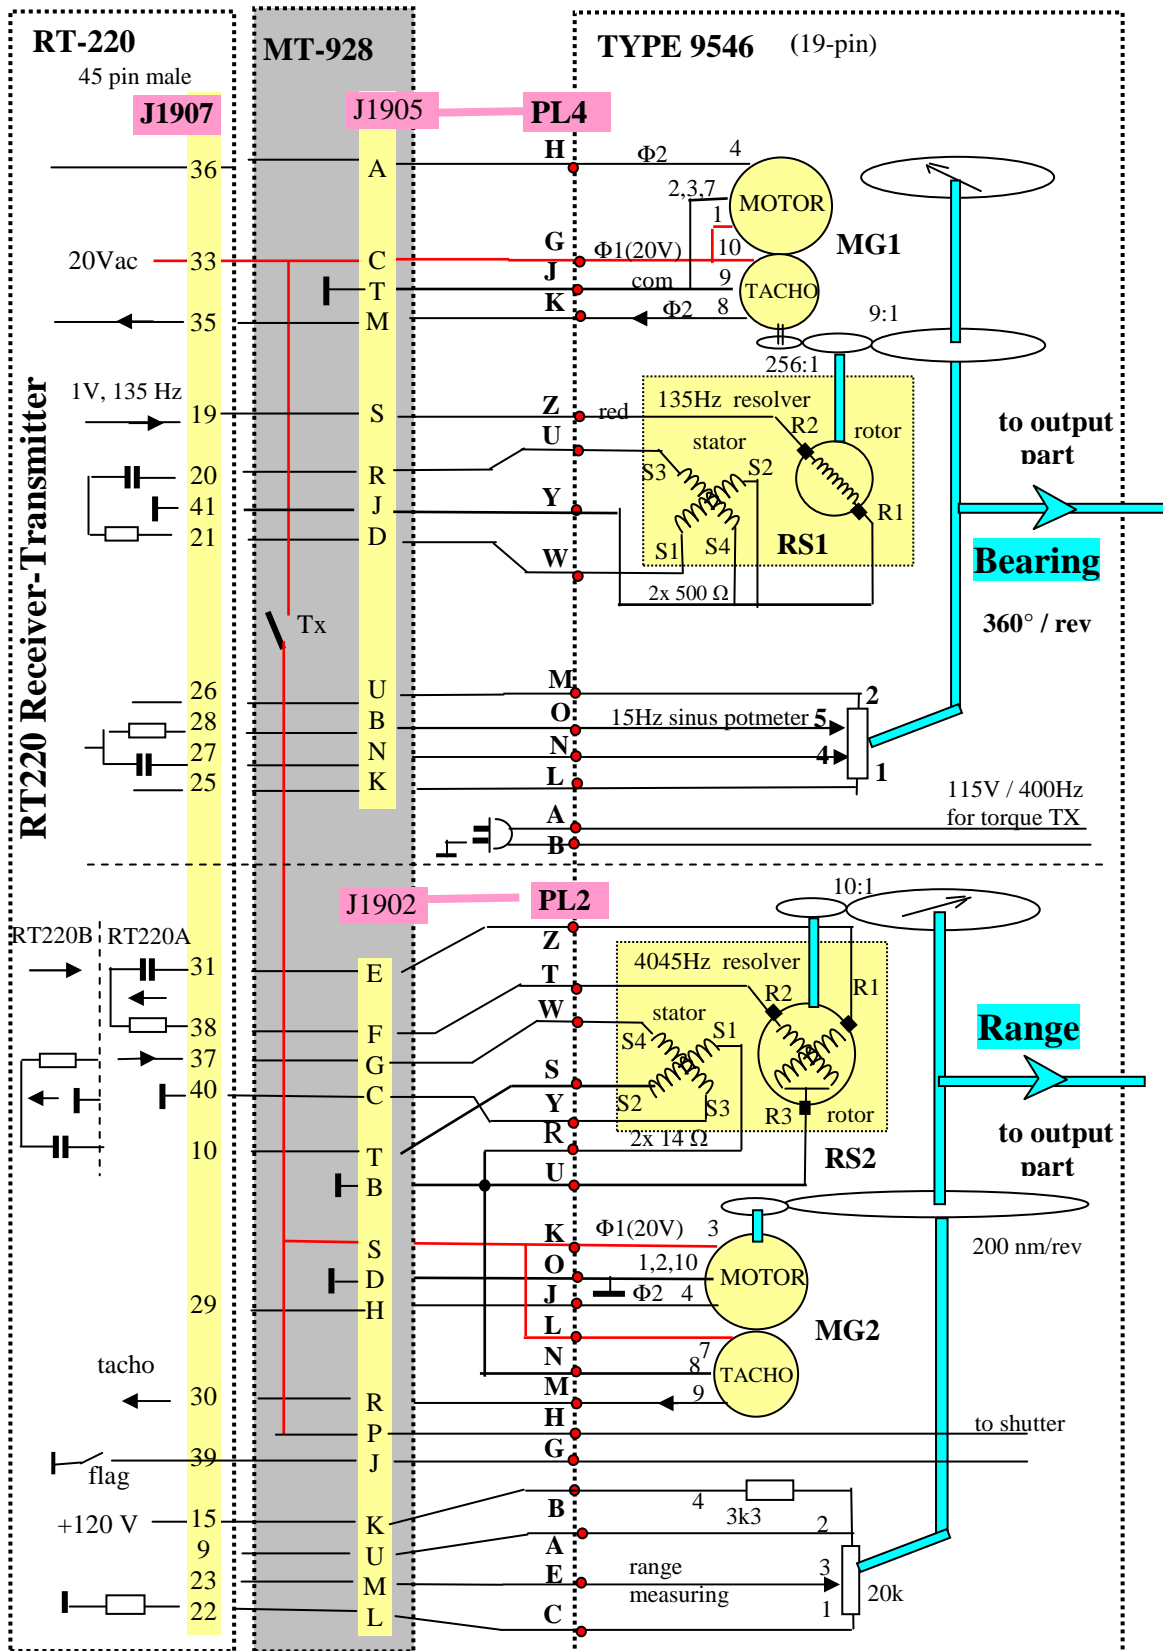 RT-220
MT-928
TYPE 9546 (19-pin)
45 pin male
J1907
J1905
PL4
RT220 Receiver-Transmitter
36
A
H
Φ2
4
2,3,7
MOTOR
1
MG1
20Vac
33
C
G
Φ1(20V)
10
T
J
com
9
TACHO
35
M
K
Φ2
8
9:1
256:1
1V, 135 Hz
19
S
Z
red
135Hz resolver
R2
rotor
U
stator
S3
S2
to output
part
20
R
41
J
Y
R1
21
D
S1
S4
RS1
W
2x 500 Ω
Bearing
360° / rev
Tx
26
U
M
2
28
B
O
15Hz sinus potmeter
5
27
N
N
4
25
K
L
1
115V / 400Hz
for torque TX
A
B
J1902
PL2
10:1
RT220B
RT220A
31
E
Z
4045Hz resolver
T
R2
R1
38
F
W
stator
S1
S4
Range
37
G
40
C
S
S2
S3
Y
R3
rotor
to output
part
10
T
R
2x 14 Ω
RS2
B
U
S
K
Φ1(20V)
3
200 nm/rev
D
O
1,2,10
MOTOR
29
H
J
Φ2
4
MG2
L
7
tacho
N
8
TACHO
30
R
M
9
P
H
to shutter
39
J
G
flag
+120 V
15
K
B
4
3k3
2
9
U
A
23
M
E
range
measuring
3
20k
22
L
C
1